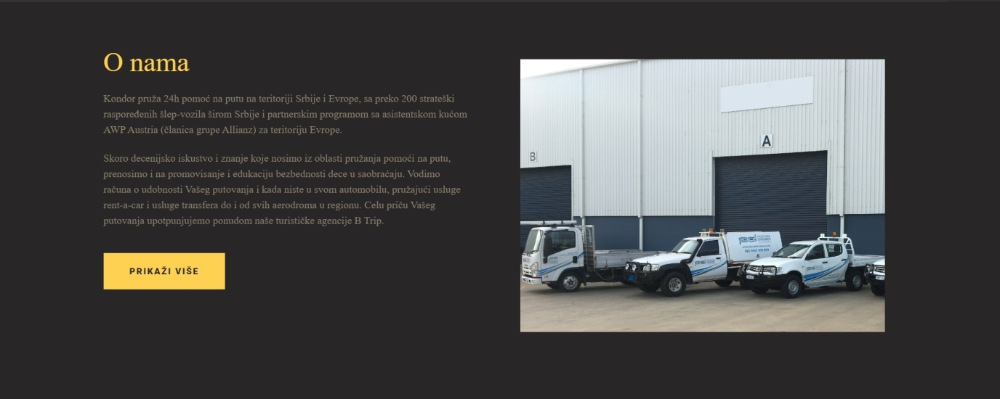 O nama
Kondor pruža 24h pomoć na putu na teritoriji Srbije i Evrope, sa preko 200 strateški
raspoređenih šlep-vozila širom Srbije i partnerskim programom sa asistentskom kućom
AWP Austria (članica grupe Allianz) za teritoriju Evrope.
Skoro decenijsko iskustvo i znanje koje nosimo iz oblasti pružanja pomoći na putu,
prenosimo i na promovisanje i edukaciju bezbednosti dece u saobraćaju. Vodimo
računa o udobnosti Vašeg putovanja i kada niste u svom automobilu, pružajući usluge
rent-a-car i usluge transfera do i od svih aerodroma u regionu. Celu priču Vašeg
putovanja upotpunjujemo ponudom naše turističke agencije B Trip.
PRIKAŽI VIŠE
A
B